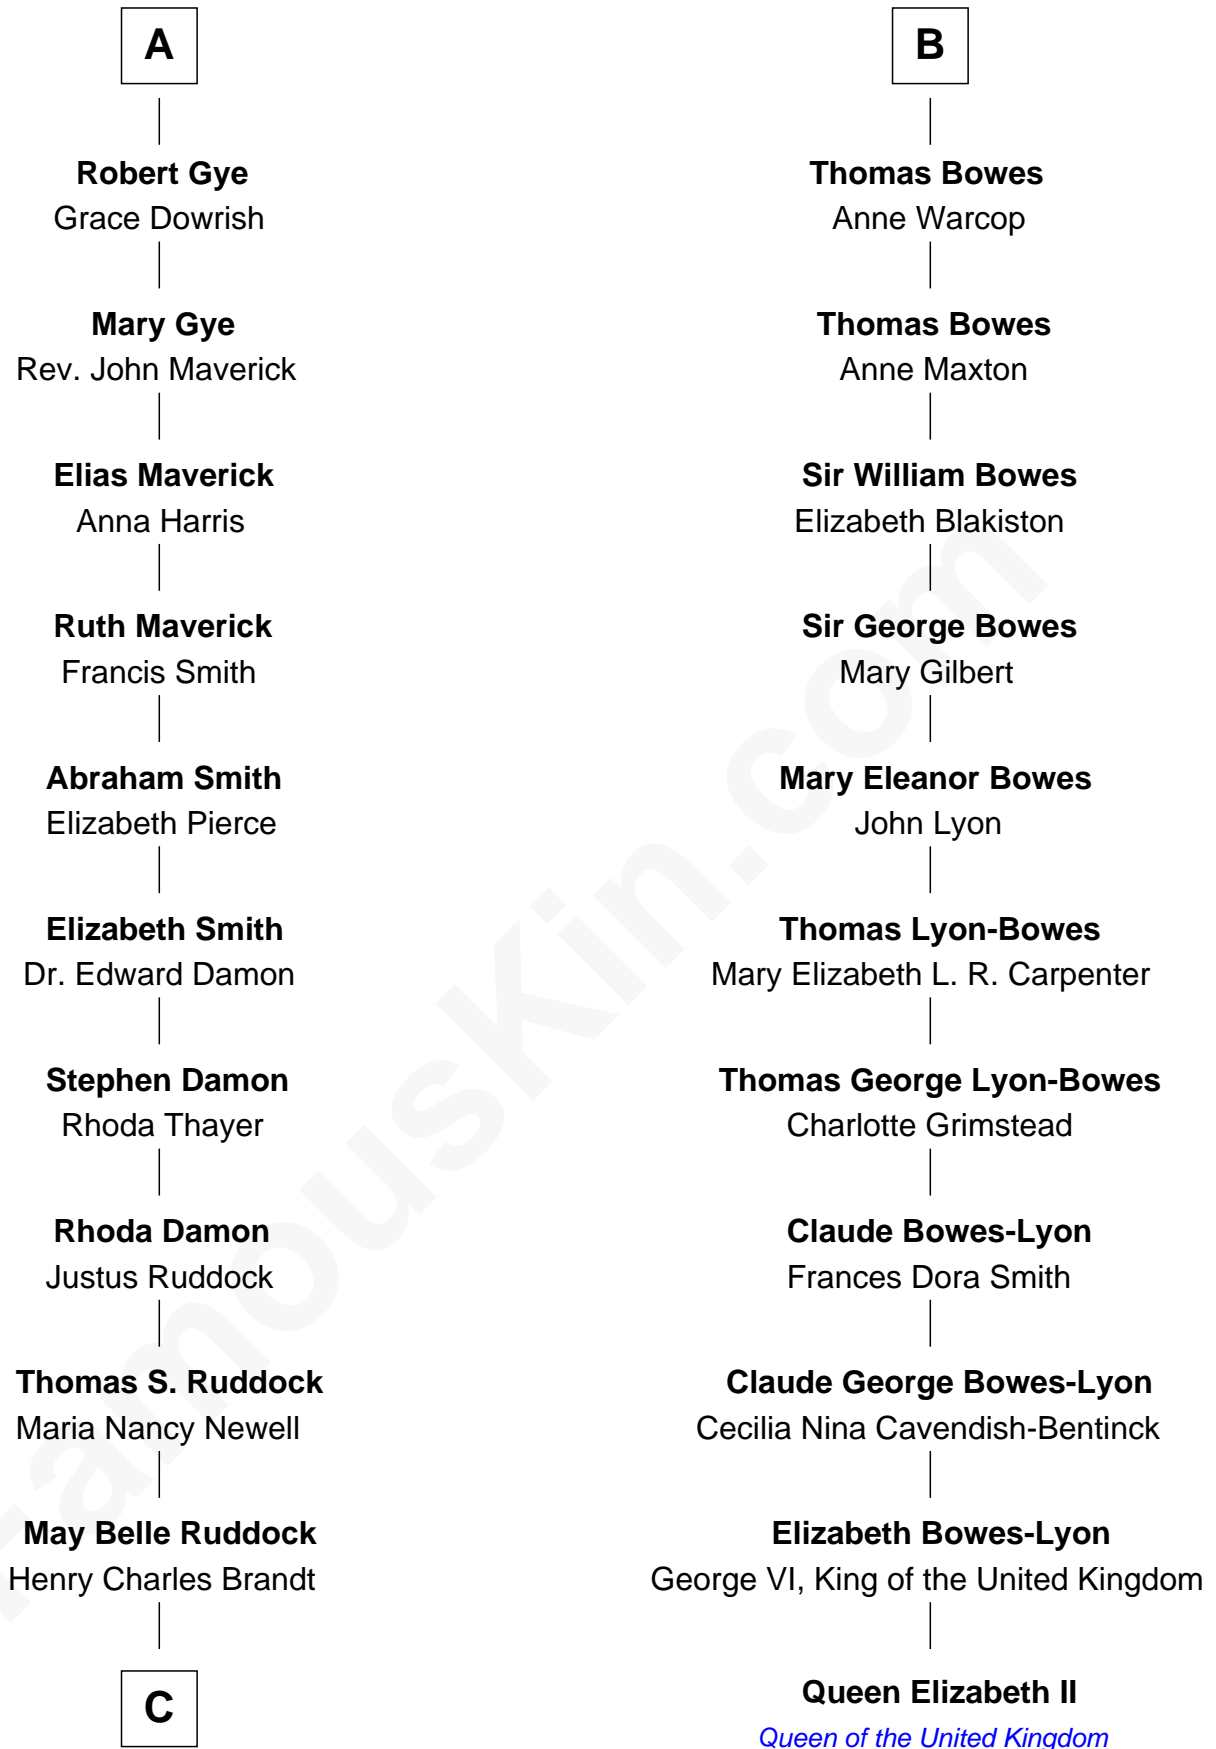 A
Robert Gye
Grace Dowrish
Mary Gye
Rev. John Maverick
Elias Maverick
Anna Harris
Ruth Maverick
Francis Smith
Abraham Smith
Elizabeth Pierce
Elizabeth Smith
Dr. Edward Damon
Stephen Damon
Rhoda Thayer
Rhoda Damon
Justus Ruddock
Thomas S. Ruddock
Maria Nancy Newell
May Belle Ruddock
Henry Charles Brandt
C
B
Thomas Bowes
Anne Warcop
Thomas Bowes
Anne Maxton
Sir William Bowes
Elizabeth Blakiston
Sir George Bowes
Mary Gilbert
Mary Eleanor Bowes
John Lyon
Thomas Lyon-Bowes
Mary Elizabeth L. R. Carpenter
Thomas George Lyon-Bowes
Charlotte Grimstead
Claude Bowes-Lyon
Frances Dora Smith
Claude George Bowes-Lyon
Cecilia Nina Cavendish-Bentinck
Elizabeth Bowes-Lyon
George VI, King of the United Kingdom
Queen Elizabeth II
Queen of the United Kingdom
FamousKin.com